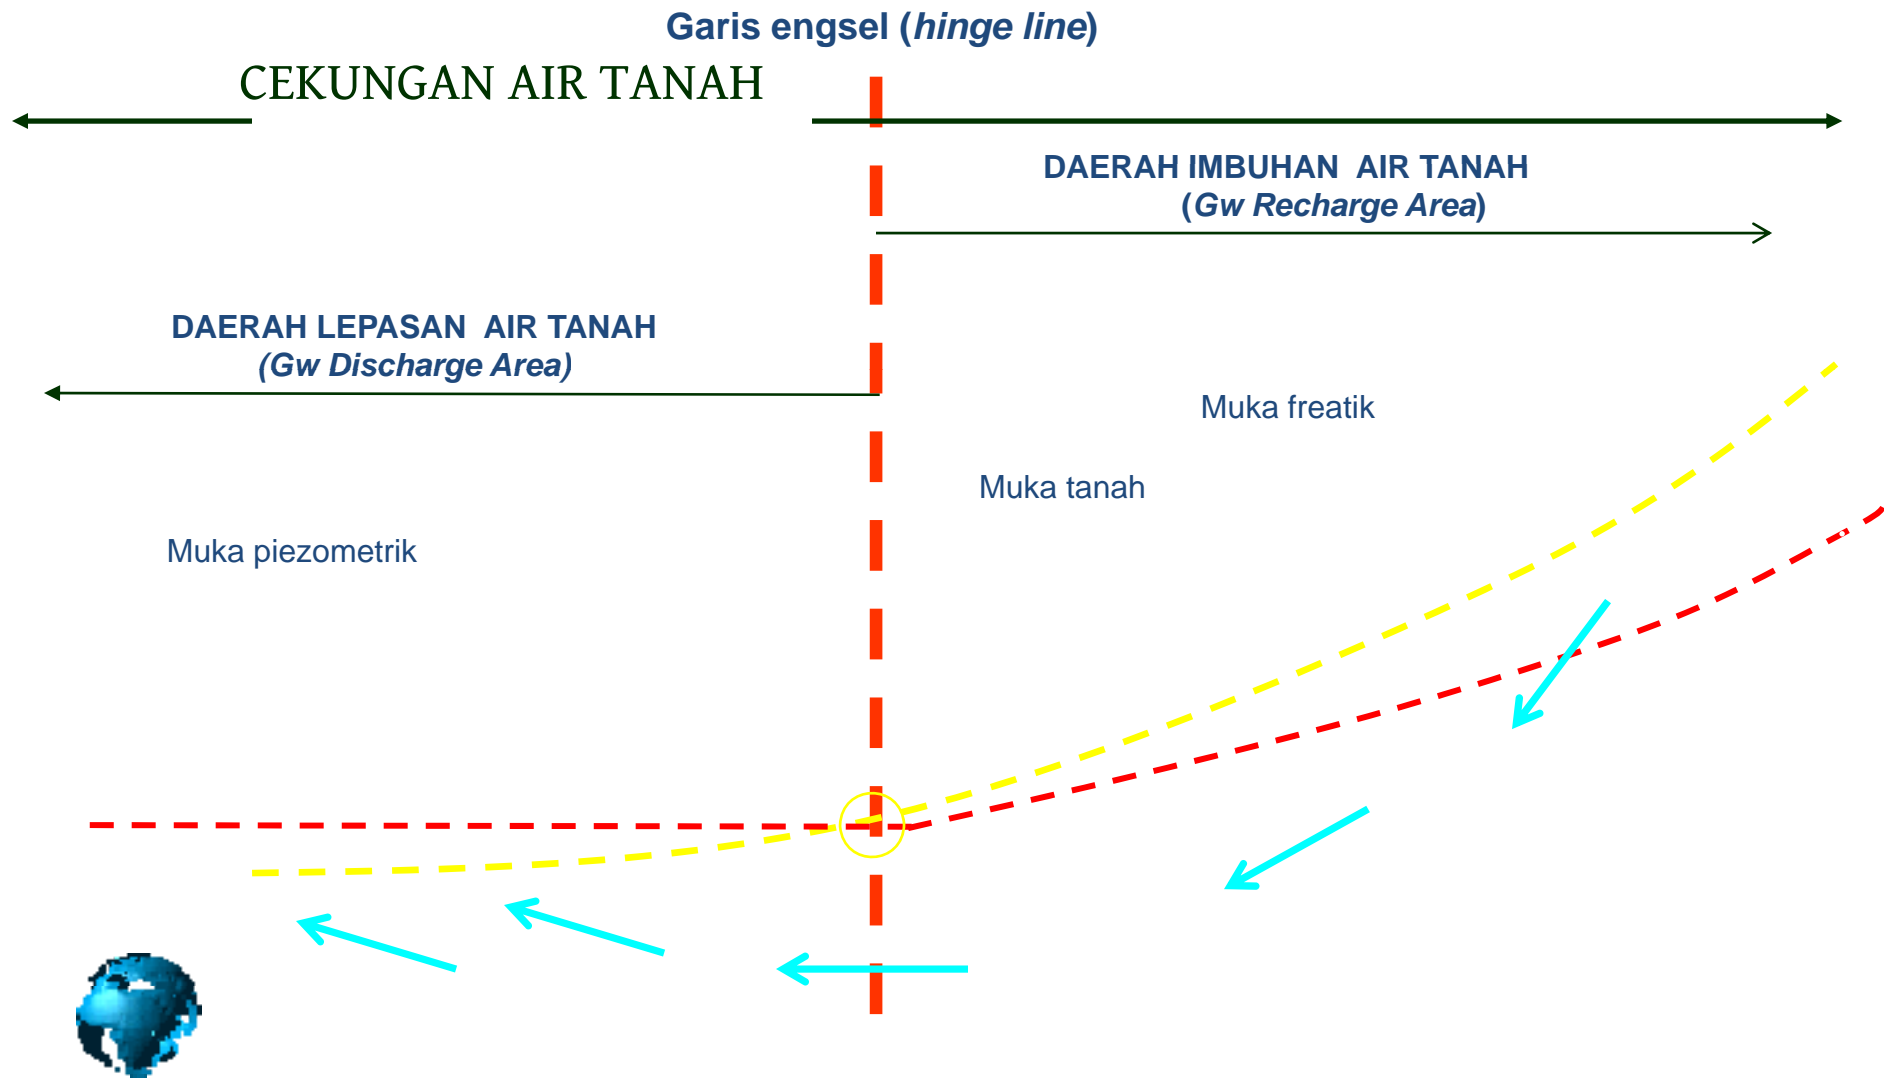 Garis engsel (hinge line)
CEKUNGAN AIR TANAH
DAERAH IMBUHAN  AIR TANAH
(Gw Recharge Area)
DAERAH LEPASAN  AIR TANAH
(Gw Discharge Area)
Muka freatik
Muka tanah
Muka piezometrik